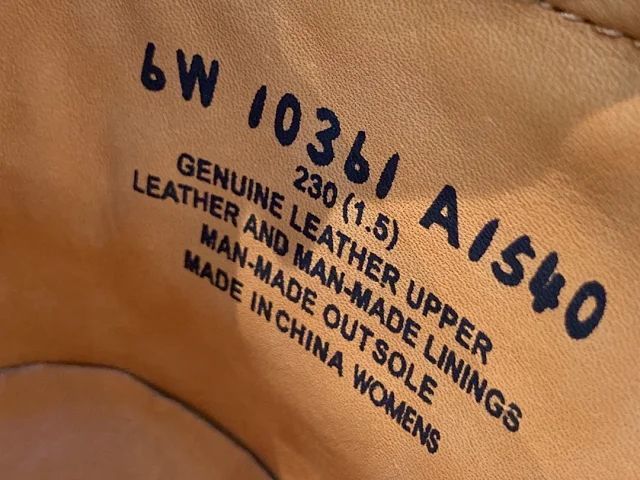 6W 10361 A1540
230 (1.5)
GENUINE LEATHER UPPER
LEATHER AND MAN-MADE LININGS
MAN-MADE OUTSOLE
MADE IN CHINA WOMENS